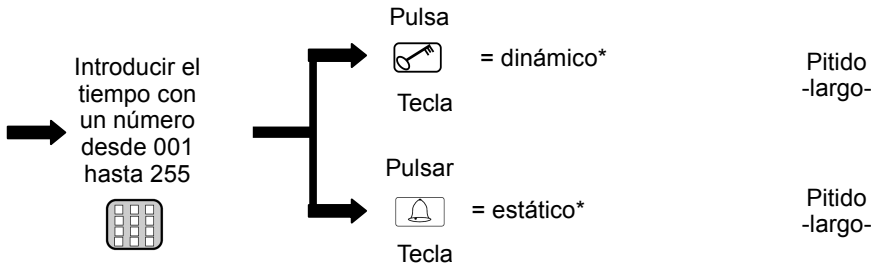 Introducir el
tiempo con
un número
desde 001
hasta 255
Pulsa
= dinámico*
Tecla
Pitido
-largo-
Pulsar
= estático*
Tecla
Pitido
-largo-